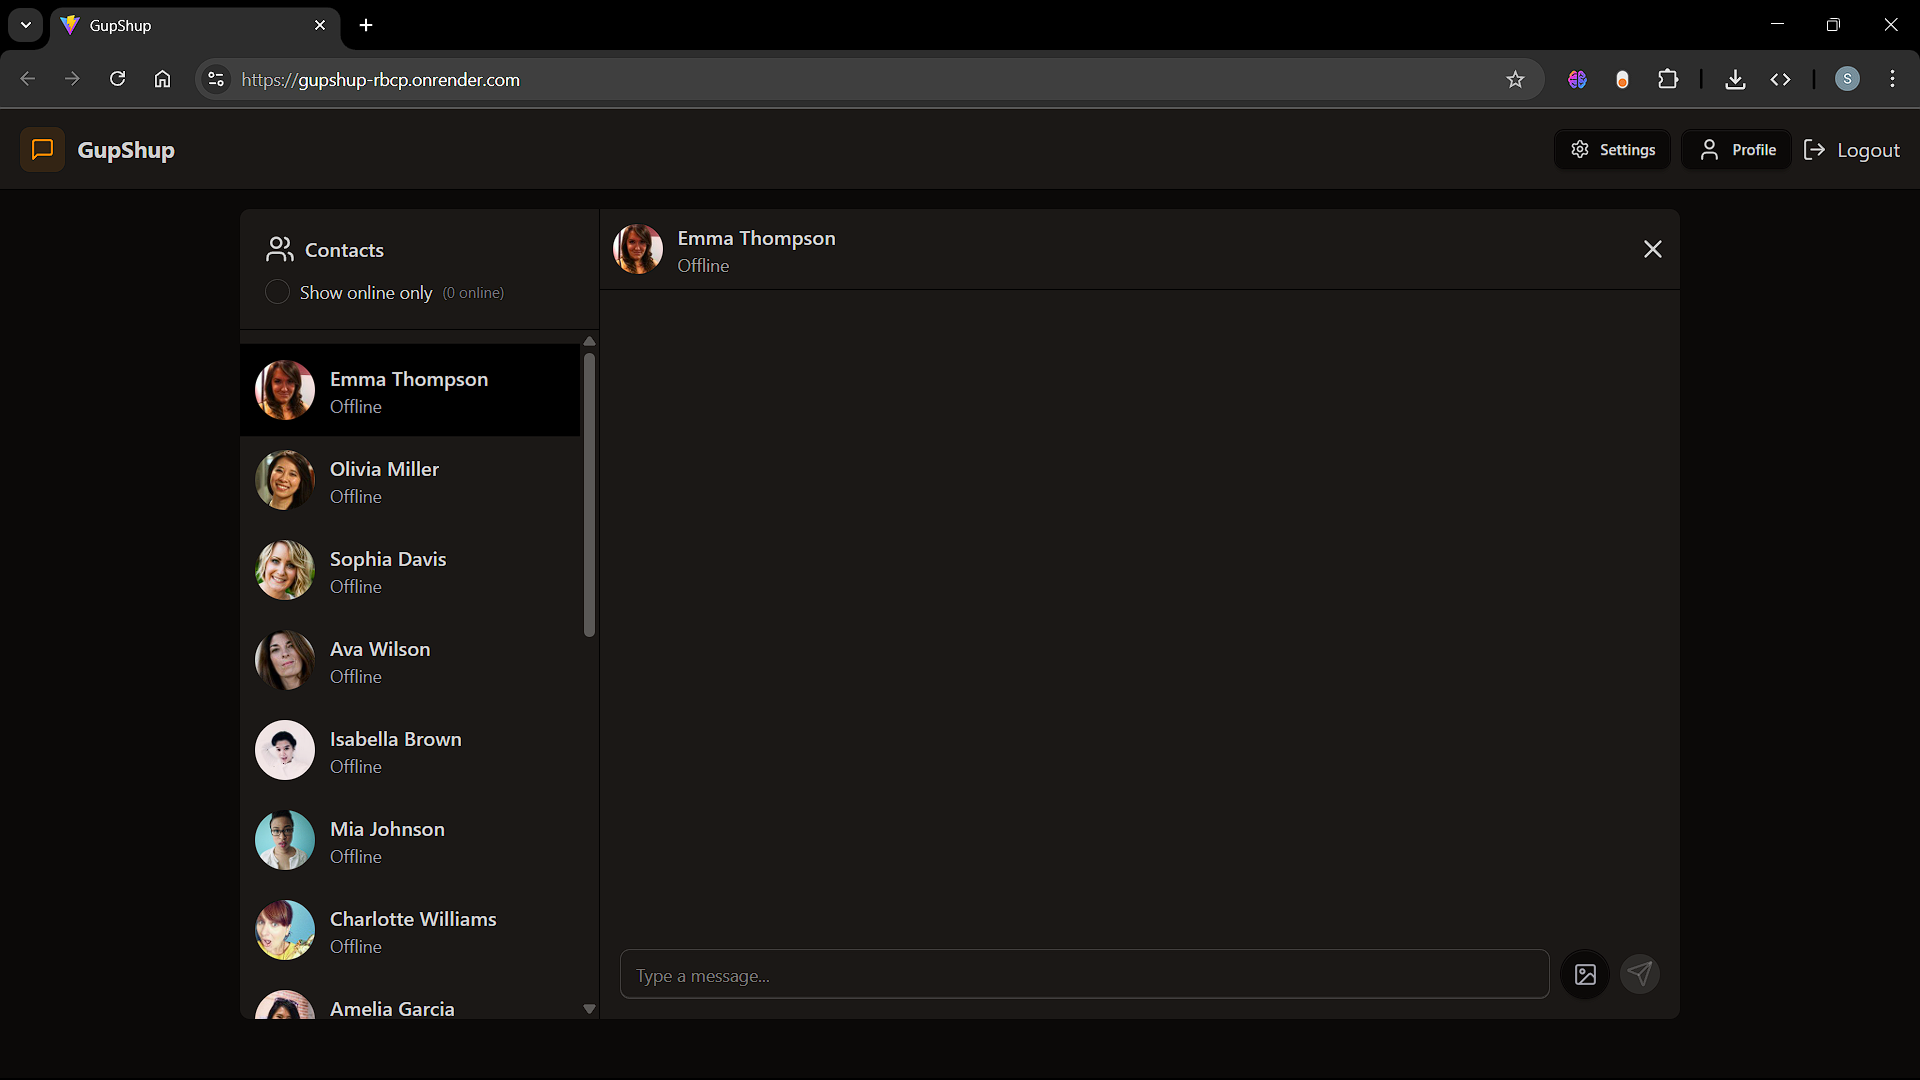 GupShup
https://gupshup-rbcp.onrender.com
S
GupShup
Settings
Profile
Logout
Contacts
Show online only (0 online)
Emma Thompson
Offline
Olivia Miller
Offline
Sophia Davis
Offline
Ava Wilson
Offline
Isabella Brown
Offline
Mia Johnson
Offline
Charlotte Williams
Offline
Amelia Garcia
Emma Thompson
Offline
Type a message...